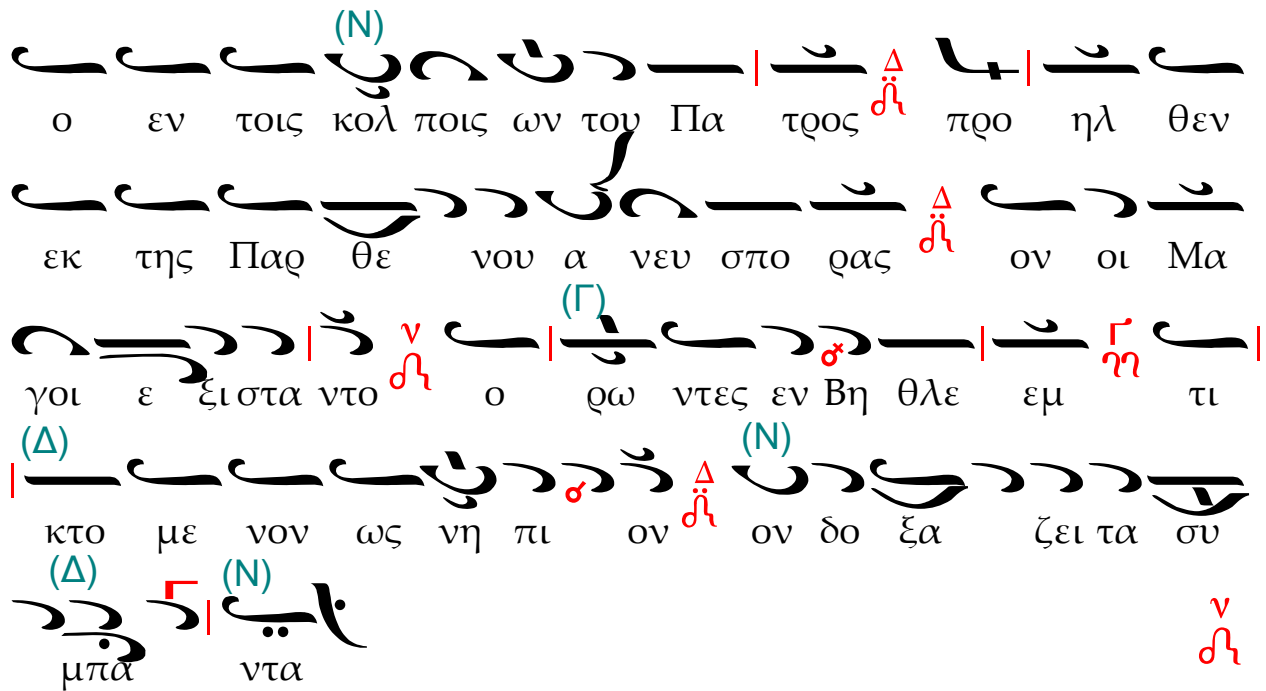 (Ν)
ο εν τοις κολ ποις ων του Πα τρος Δ προ ηλ θεν
εκ της Παρ θε νου α νευ σπο ρας Δ ον οι Μα
(Γ)
γοι ε ξι στα ντο ν ο ρω ντες εν Βη θλε εμ Γ τι
(Δ) (Ν)
κτο με νον ως νη πι ον Δ ον δο ξα ζει τα συ
(Δ) Γ (Ν)
μπα ντα ν